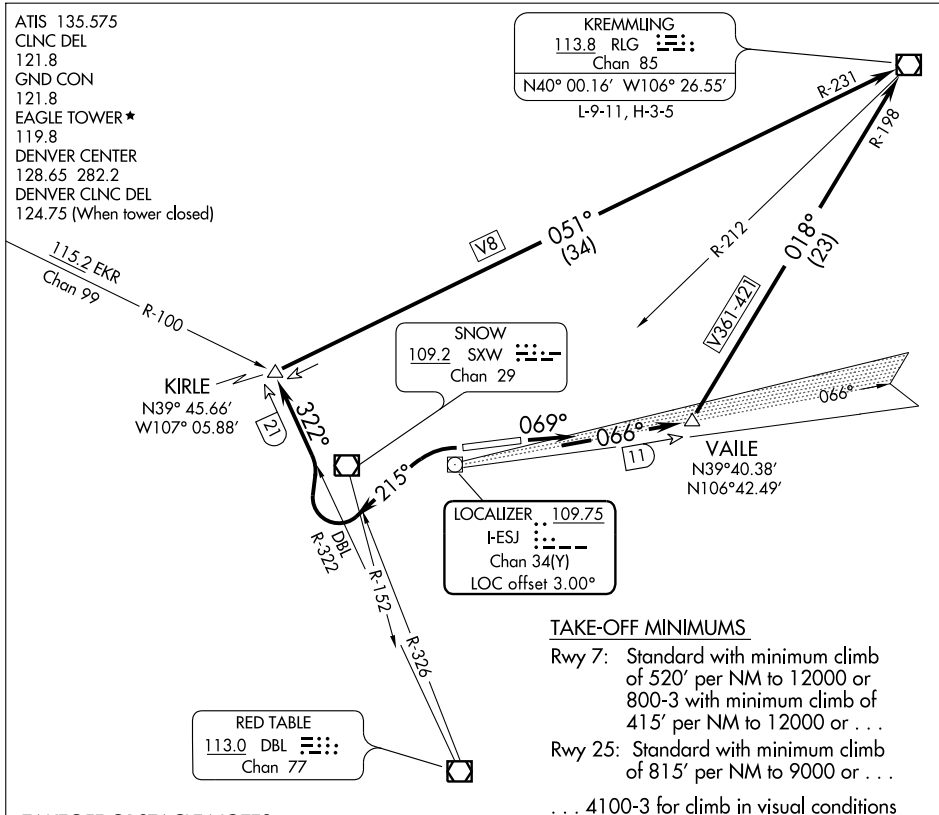 ATIS 135.575
CLNC DEL
121.8
GND CON
121.8
EAGLE TOWER★
119.8
DENVER CENTER
128.65 282.2
DENVER CLNC DEL
124.75 (When tower closed)
KREMMLING
113.8 RLG
Chan 85
N40° 00.16′ W106° 26.55′
L-9-11, H-3-5
R-231
R-198
R-212
018°
(23)
V361-421
V8
051°
(34)
115.2 EKR
Chan 99
R-100
KIRLE
N39° 45.66′
W107° 05.88′
21
322°
SNOW
109.2 SXW
Chan 29
215°
069°
066°
066°
11
VAILE
N39°40.38′
N106°42.49′
LOCALIZER 109.75
I-ESJ
Chan 34(Y)
LOC offset 3.00°
DBL
R-322
R-152
R-326
RED TABLE
113.0 DBL
Chan 77
TAKE-OFF MINIMUMS
Rwy 7: Standard with minimum climb
of 520′ per NM to 12000 or
800-3 with minimum climb of
415′ per NM to 12000 or . . .
Rwy 25: Standard with minimum climb
of 815′ per NM to 9000 or . . .
. . . 4100-3 for climb in visual conditions